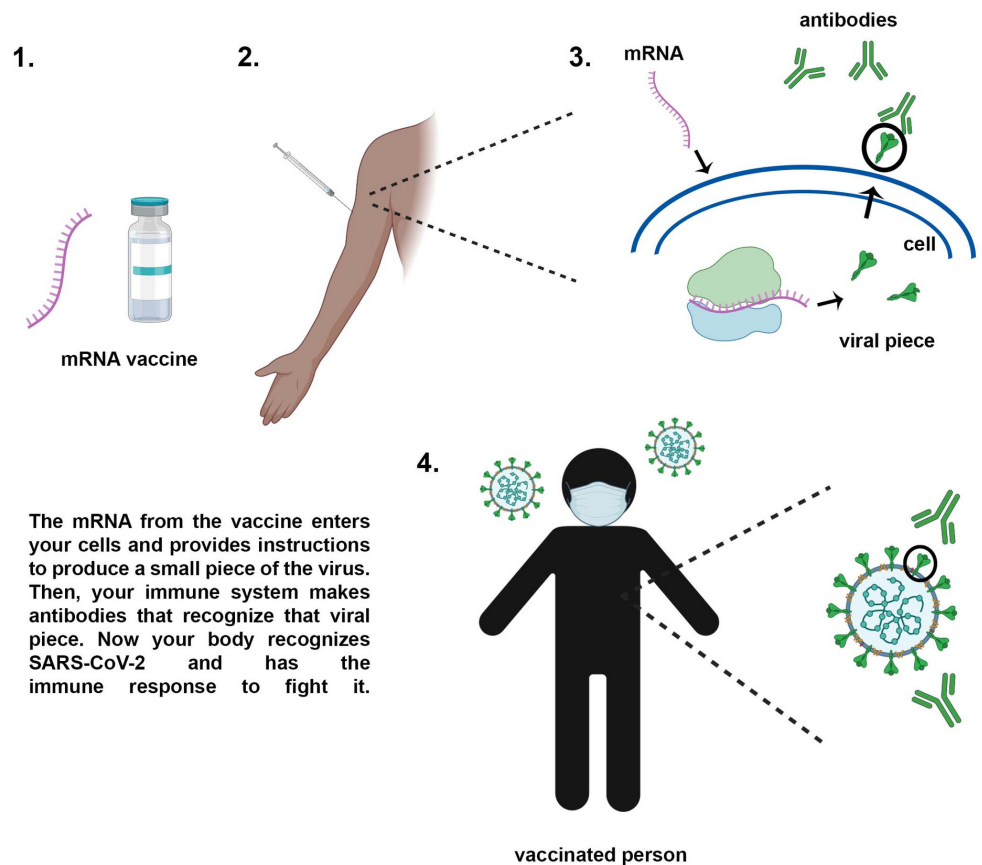 1.
mRNA vaccine
2.
3.
mRNA
antibodies
cell
viral piece
The mRNA from the vaccine enters
your cells and provides instructions
to produce a small piece of the virus.
Then, your immune system makes
antibodies that recognize that viral
piece. Now your body recognizes
SARS-CoV-2 and has the
immune response to fight it.
4.
vaccinated person